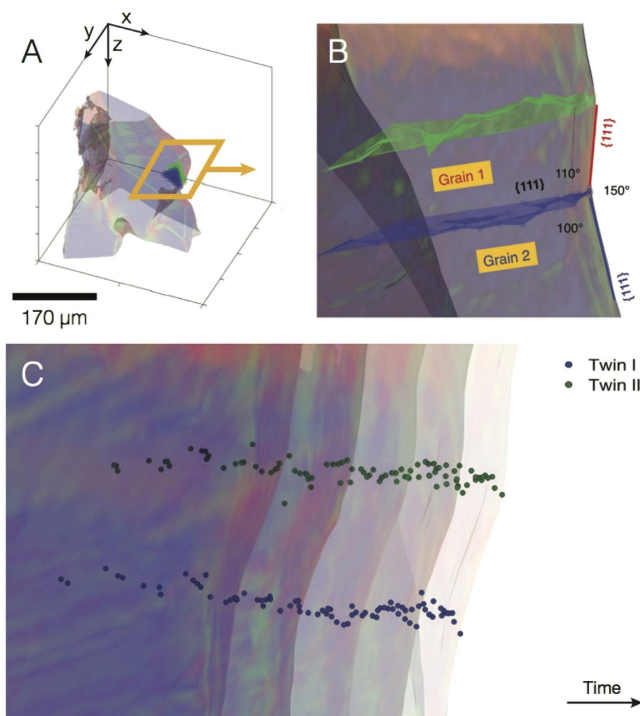 A
x
y
z
170 µm
B
{111}
Grain 1
{111}
110°
150°
100°
Grain 2
{111}
C
Twin I
Twin II
Time